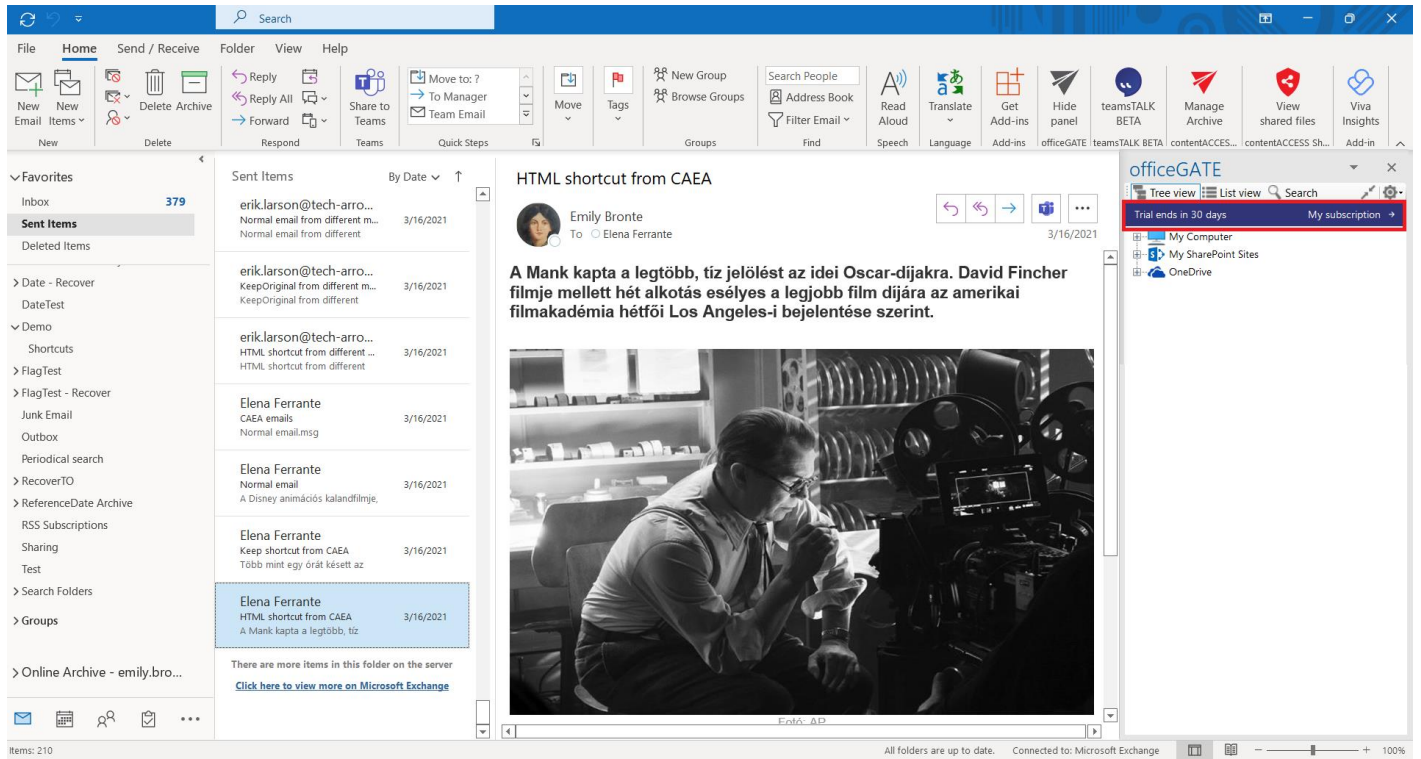 Search
File Home Send / Receive Folder View Help
New Email
New Items
New
Delete Archive
Delete
Reply
Reply All
Forward
Respond
Share to Teams
Teams
Move to: ?
To Manager
Team Email
Quick Steps
Move
Tags
New Group
Browse Groups
Groups
Search People
Address Book
Filter Email
Find
Read Aloud
Speech
Translate
Language
Get Add-ins
Add-ins
Hide panel
officeGATE
teamsTALK BETA
teamsTALK BETA
Manage Archive
contentACCES...
View shared files
contentACCESS Sh...
Viva Insights
Add-in
Favorites
Inbox 379
Sent Items
Deleted Items
Date - Recover
DateTest
Demo
Shortcuts
FlagTest
FlagTest - Recover
Junk Email
Outbox
Periodical search
RecoverTO
ReferenceDate Archive
RSS Subscriptions
Sharing
Test
Search Folders
Groups
Online Archive - emily.bro...
Items: 210
Sent Items By Date
erik.larson@tech-arro...
Normal email from different m... 3/16/2021
Normal email from different
erik.larson@tech-arro...
KeepOriginal from different m... 3/16/2021
KeepOriginal from different
erik.larson@tech-arro...
HTML shortcut from different ... 3/16/2021
HTML shortcut from different
Elena Ferrante
CAEA emails 3/16/2021
Normal email.msg
Elena Ferrante
Normal email 3/16/2021
A Disney animációs kalandfilmje,
Elena Ferrante
Keep shortcut from CAEA 3/16/2021
Több mint egy órát késett az
Elena Ferrante
HTML shortcut from CAEA 3/16/2021
A Mank kapta a legtöbb, tíz
There are more items in this folder on the server
Click here to view more on Microsoft Exchange
HTML shortcut from CAEA
Emily Bronte
To Elena Ferrante
3/16/2021
A Mank kapta a legtöbb, tíz jelölést az idei Oscar-díjakra. David Fincher
filmje mellett hét alkotás esélyes a legjobb film díjára az amerikai
filmakadémia hétfői Los Angeles-i bejelentése szerint.
Fotó: AP
officeGATE
Tree view List view Search
Trial ends in 30 days My subscription
My Computer
My SharePoint Sites
OneDrive
All folders are up to date. Connected to: Microsoft Exchange 100%